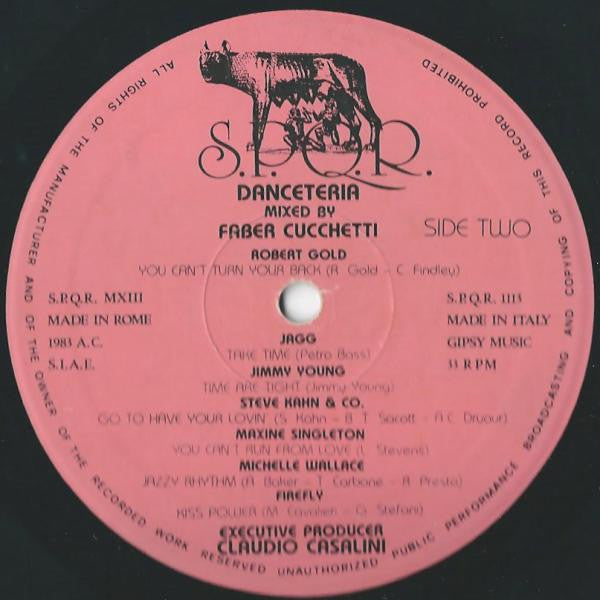 S.P.Q.R.
DANCETERIA
MIXED BY
FABER CUCCHETTI
SIDE TWO
ROBERT GOLD
YOU CAN'T TURN YOUR BACK (R. Gold - C. Findley)
S.P.Q.R. MXIII
MADE IN ROME
1983 A.C.
S.I.A.E.
S.P.Q.R. 1113
MADE IN ITALY
GIPSY MUSIC
33 RPM
JAGG
TAKE TIME (Petro Bass)
JIMMY YOUNG
TIME ARE TIGHT (Jimmy Young)
STEVE KAHN & CO.
GO TO HAVE YOUR LOVIN' (S. Kahn - B. T. Sacott - A.C. Druour)
MAXINE SINGLETON
YOU CAN'T RUN FROM LOVE (L. Stevens)
MICHELLE WALLACE
JAZZY RHYTHM (A. Baker - T. Carbone - R. Presto)
FIREFLY
KISS POWER (M. Cavalieri - G. Stefani)
EXECUTIVE PRODUCER
CLAUDIO CASALINI
ALL RIGHTS OF THE MANUFACTURER AND OF THE OWNER OF THE RECORDED WORK RESERVED UNAUTHORIZED PUBLIC PERFORMANCE BROADCASTING AND COPYING OF THIS RECORD PROHIBITED